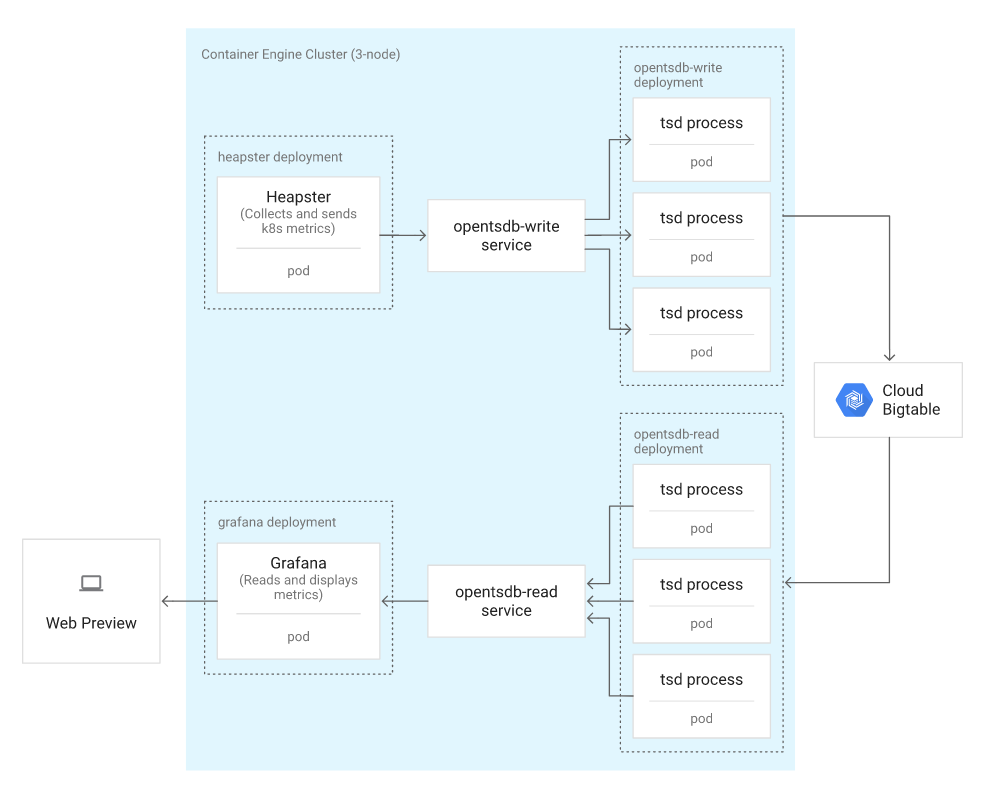 Container Engine Cluster (3-node)
heapster deployment
Heapster
(Collects and sends
k8s metrics)
pod
opentsdb-write
service
opentsdb-write
deployment
tsd process
pod
tsd process
pod
tsd process
pod
Cloud
Bigtable
opentsdb-read
deployment
tsd process
pod
tsd process
pod
tsd process
pod
opentsdb-read
service
grafana deployment
Grafana
(Reads and displays
metrics)
pod
Web Preview